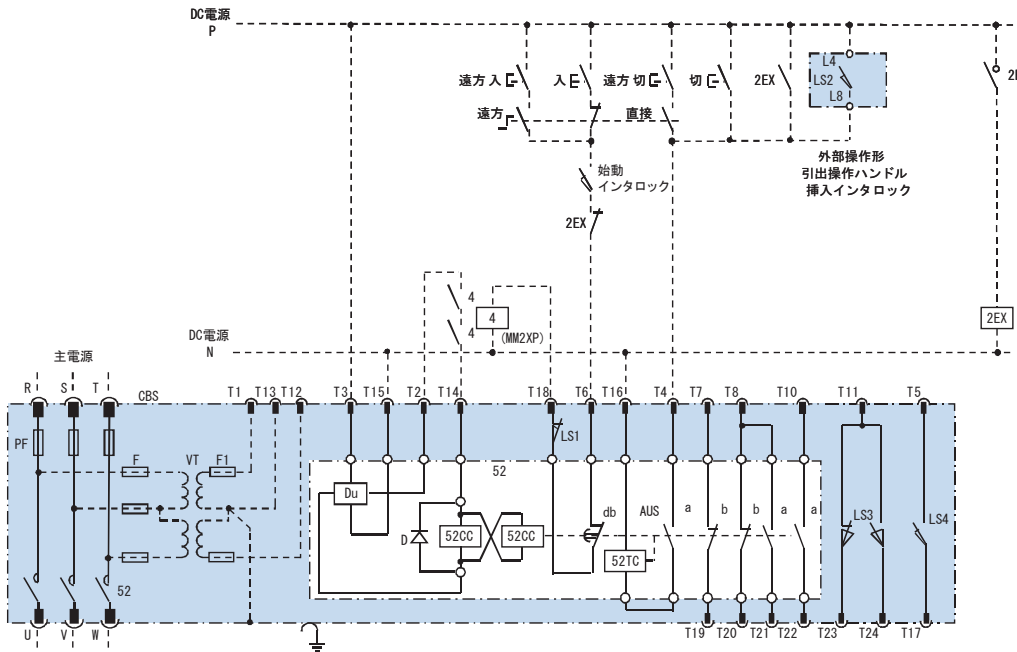 DC電源
P
遠方 入
入
遠方 切
切
2EX
L4
LS2
L8
遠方
直接
外部操作形
引出操作ハンドル
挿入インタロック
始動
インタロック
2EX
4
4
4
(MM2XP)
2EX
DC電源
N
主電源
R
S
T
CBS
T1
T13
T12
T3
T15
T2
T14
T18
T6
T16
T4
T7
T8
T10
T11
T5
PF
F
VT
F1
LS1
52
Du
D
52CC
52CC
db
AUS
a
b
b
a
a
52TC
LS3
LS4
52
U
V
W
T19
T20
T21
T22
T23
T24
T17